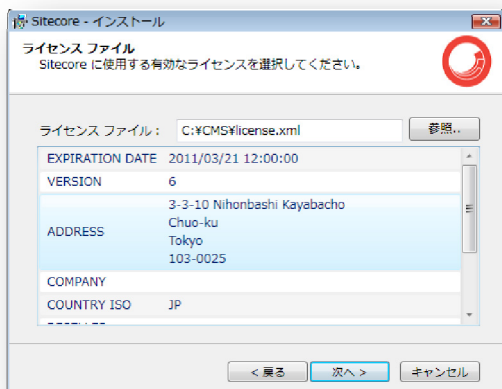 Sitecore - インストール
ライセンス ファイル
Sitecore に使用する有効なライセンスを選択してください。
ライセンス ファイル： C:¥CMS¥license.xml 参照..
EXPIRATION DATE 2011/03/21 12:00:00
VERSION 6
ADDRESS 3-3-10 Nihonbashi Kayabacho
Chuo-ku
Tokyo
103-0025
COMPANY
COUNTRY ISO JP
< 戻る 次へ > キャンセル